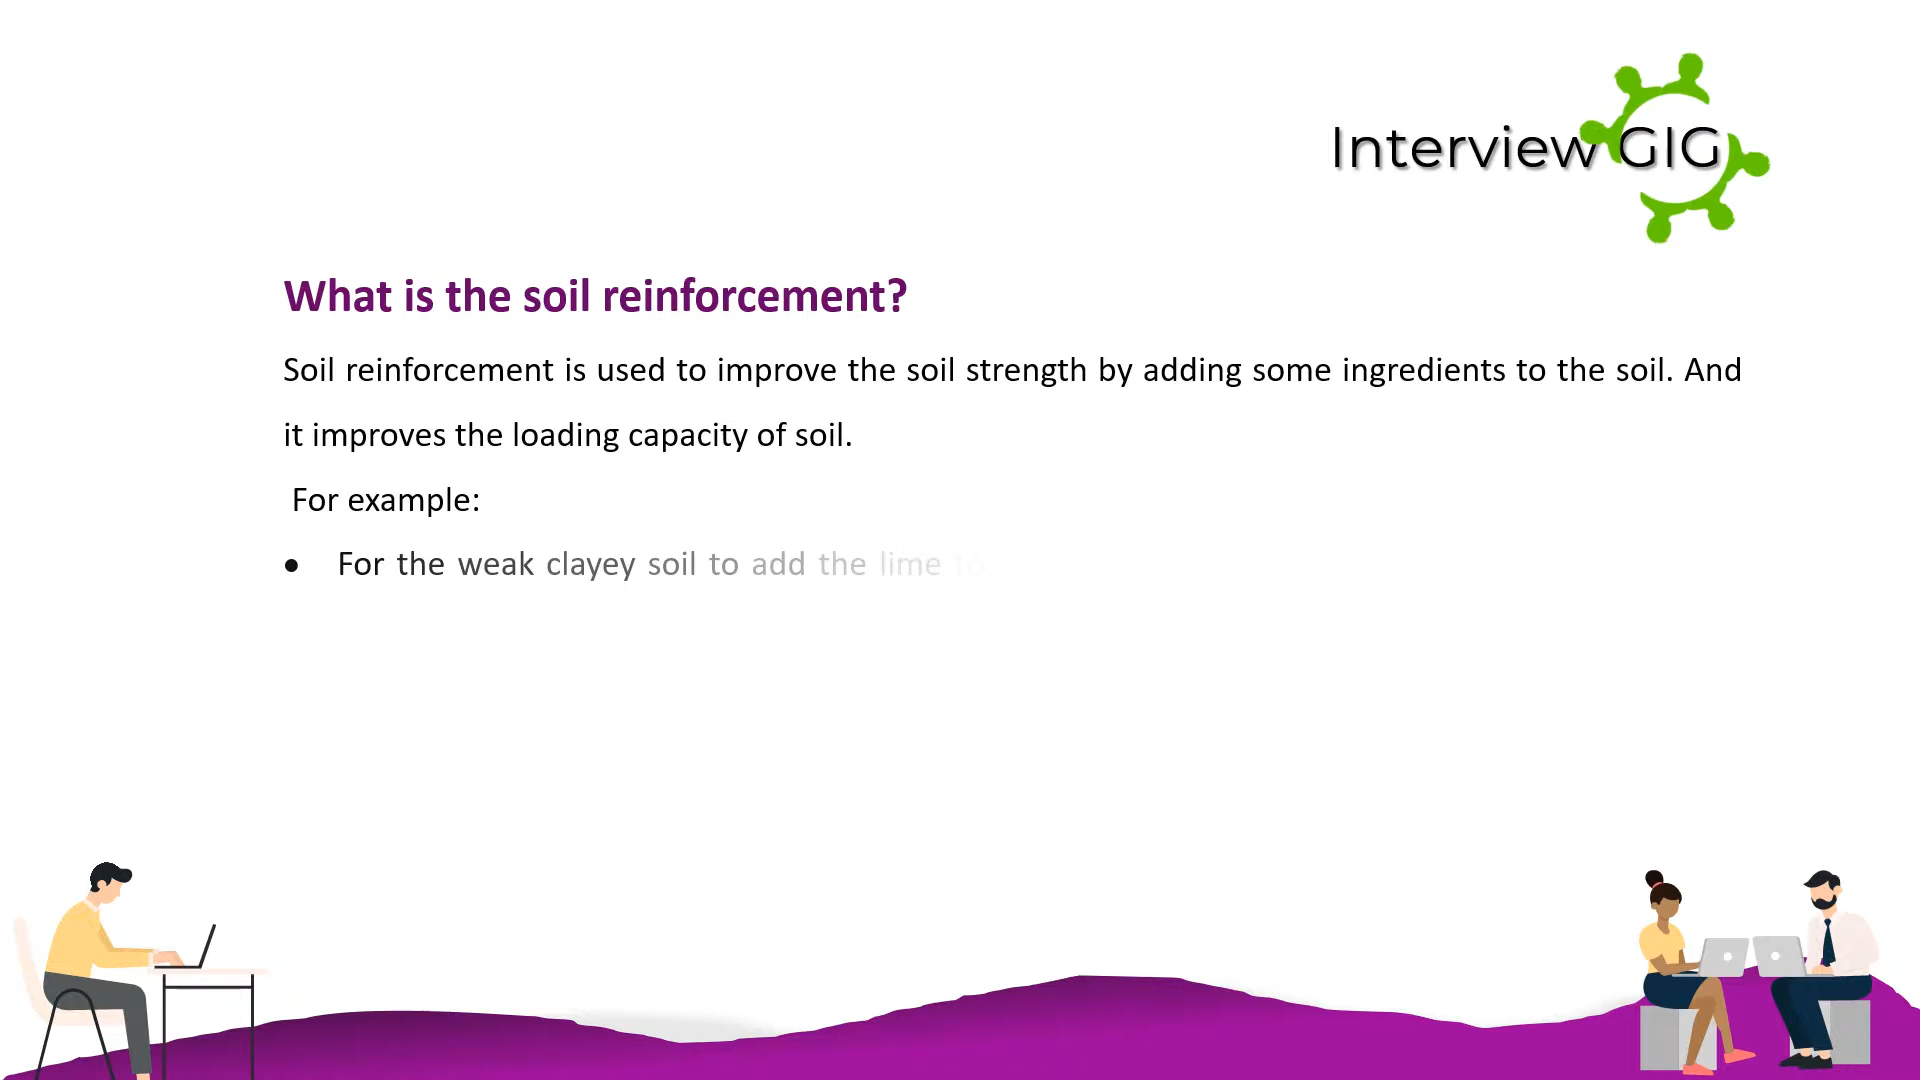 Interview GIG
What is the soil reinforcement?
Soil reinforcement is used to improve the soil strength by adding some ingredients to the soil. And
it improves the loading capacity of soil.
For example:
• For the weak clayey soil to add the lime to